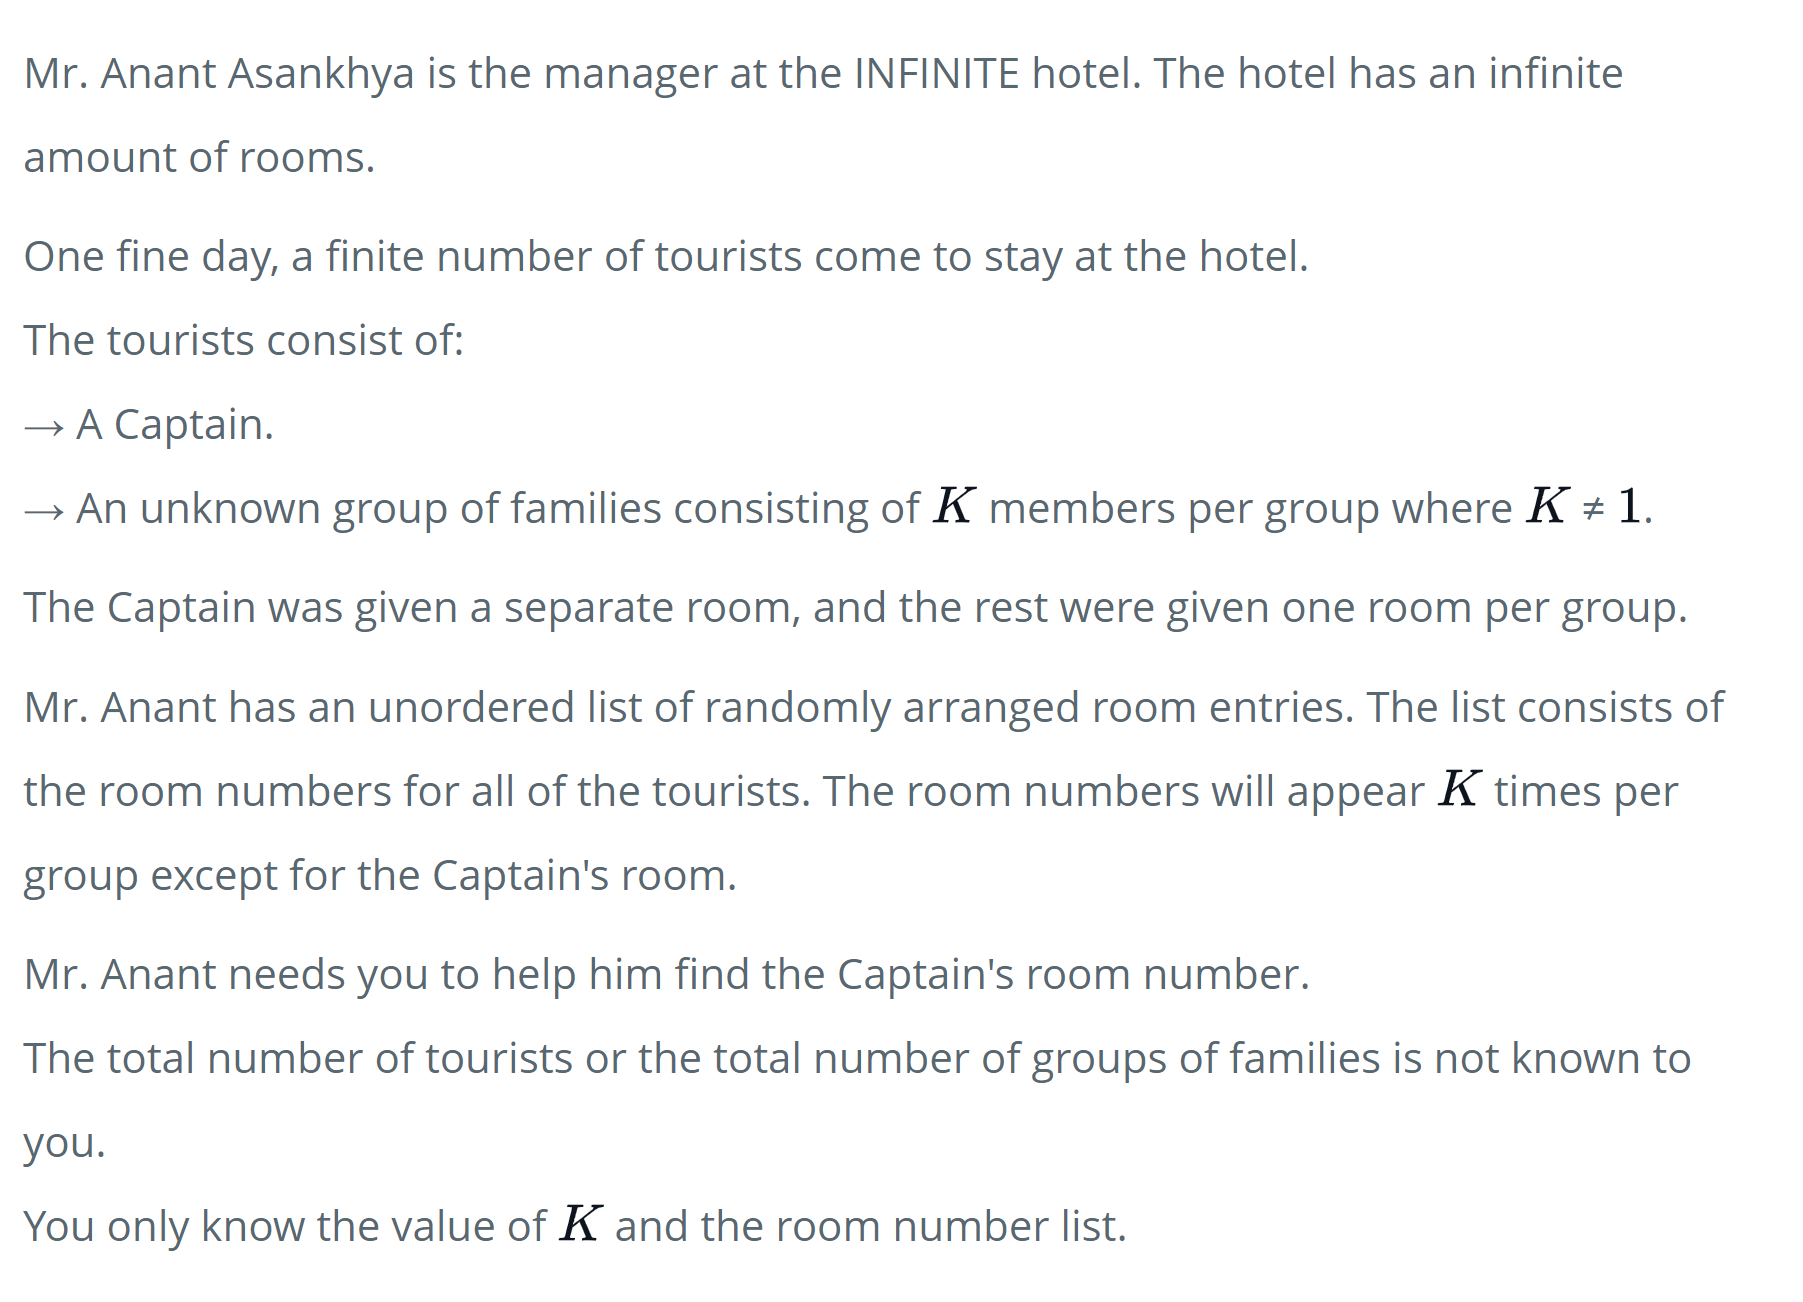 Mr. Anant Asankhya is the manager at the INFINITE hotel. The hotel has an infinite
amount of rooms.
One fine day, a finite number of tourists come to stay at the hotel.
The tourists consist of:
→ A Captain.
→ An unknown group of families consisting of K members per group where K ≠ 1.
The Captain was given a separate room, and the rest were given one room per group.
Mr. Anant has an unordered list of randomly arranged room entries. The list consists of
the room numbers for all of the tourists. The room numbers will appear K times per
group except for the Captain's room.
Mr. Anant needs you to help him find the Captain's room number.
The total number of tourists or the total number of groups of families is not known to
you.
You only know the value of K and the room number list.